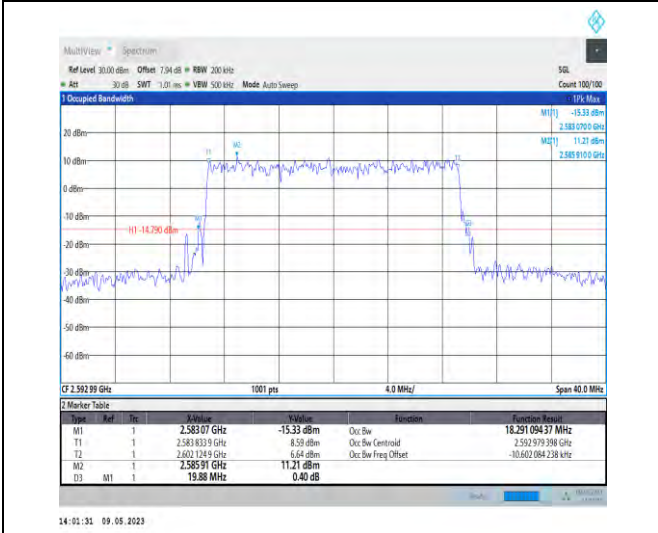 MultiView Spectrum
Ref Level 30.00 dBm Offset 7.94 dB RBW 200 kHz SGL
Att 30 dB SWT 1.01 ms VBW 500 kHz Mode Auto Sweep Count 100/100
1 Occupied Bandwidth 1Pk Max
M1[1] -15.33 dBm
2.583 0700 GHz
M2[1] 11.21 dBm
2.585 9100 GHz
20 dBm
M2
T1
10 dBm
0 dBm
-10 dBm
M1
H1 -14.790 dBm
-20 dBm
-30 dBm
-40 dBm
-50 dBm
-60 dBm
CF 2.592 99 GHz 1001 pts 4.0 MHz/ Span 40.0 MHz
2 Marker Table
Type Ref Trc X-Value Y-Value Function Function Result
M1 1 2.58307 GHz -15.33 dBm Occ Bw 18.291 094 37 MHz
T1 1 2.583 833 9 GHz 8.59 dBm Occ Bw Centroid 2.592 979 398 GHz
T2 1 2.602 124 9 GHz 6.64 dBm Occ Bw Freq Offset -10.602 084 238 kHz
M2 1 2.58591 GHz 11.21 dBm
D3 M1 1 19.88 MHz 0.40 dB
14:01:31 09.05.2023